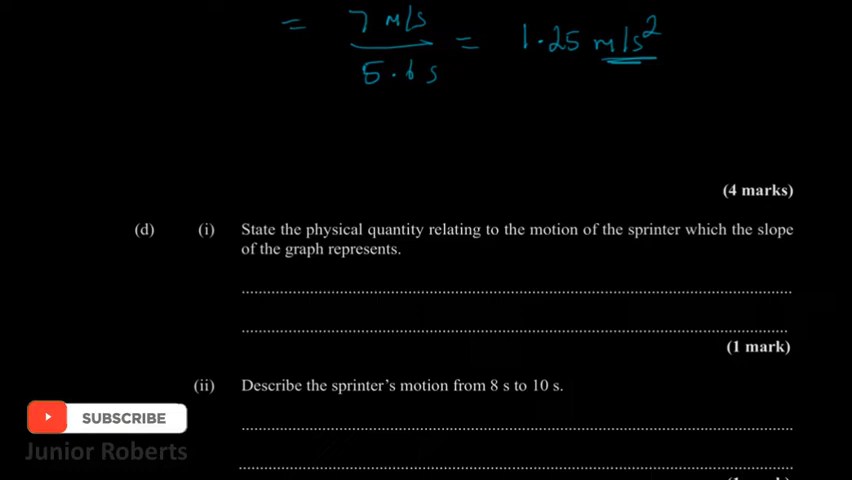 = 7 m/s / 5.6 s = 1.25 m/s²
(4 marks)
(d) (i) State the physical quantity relating to the motion of the sprinter which the slope
of the graph represents.
(1 mark)
(ii) Describe the sprinter's motion from 8 s to 10 s.
SUBSCRIBE
Junior Roberts